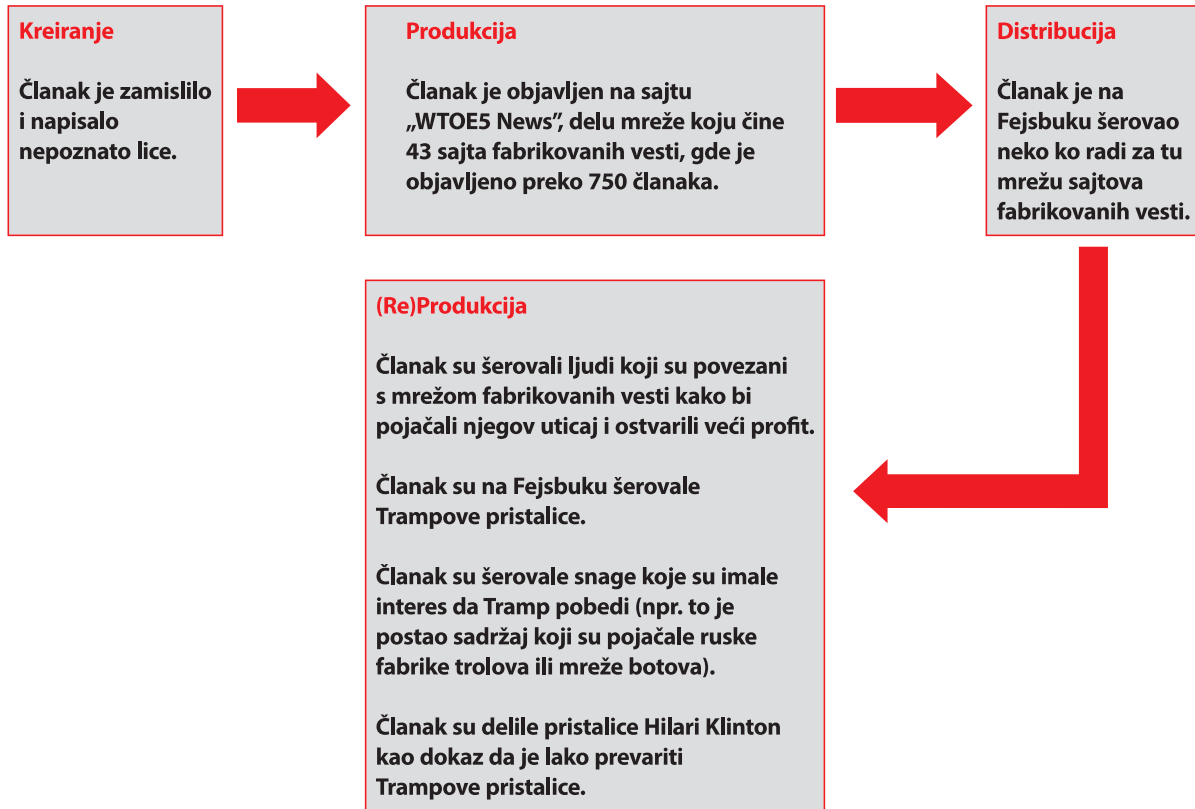 Kreiranje
Članak je zamislilo
i napisalo
nepoznato lice.
Produkcija
Članak je objavljen na sajtu
„WTOE5 News”, delu mreže koju čine
43 sajta fabrikovanih vesti, gde je
objavljeno preko 750 članaka.
Distribucija
Članak je na
Fejsbuku šerovao
neko ko radi za tu
mrežu sajtova
fabrikovanih vesti.
(Re)Produkcija
Članak su šerovali ljudi koji su povezani
s mrežom fabrikovanih vesti kako bi
pojačali njegov uticaj i ostvarili veći profit.
Članak su na Fejsbuku šerovale
Trampove pristalice.
Članak su šerovale snage koje su imale
interes da Tramp pobedi (npr. to je
postao sadržaj koji su pojačale ruske
fabrike trolova ili mreže botova).
Članak su delile pristalice Hilari Klinton
kao dokaz da je lako prevariti
Trampove pristalice.